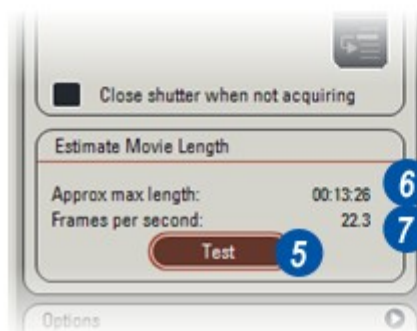 Close shutter when not acquiring
Estimate Movie Length
Approx max length: 00:13:26 6
Frames per second: 22.3 7
Test 5
Options